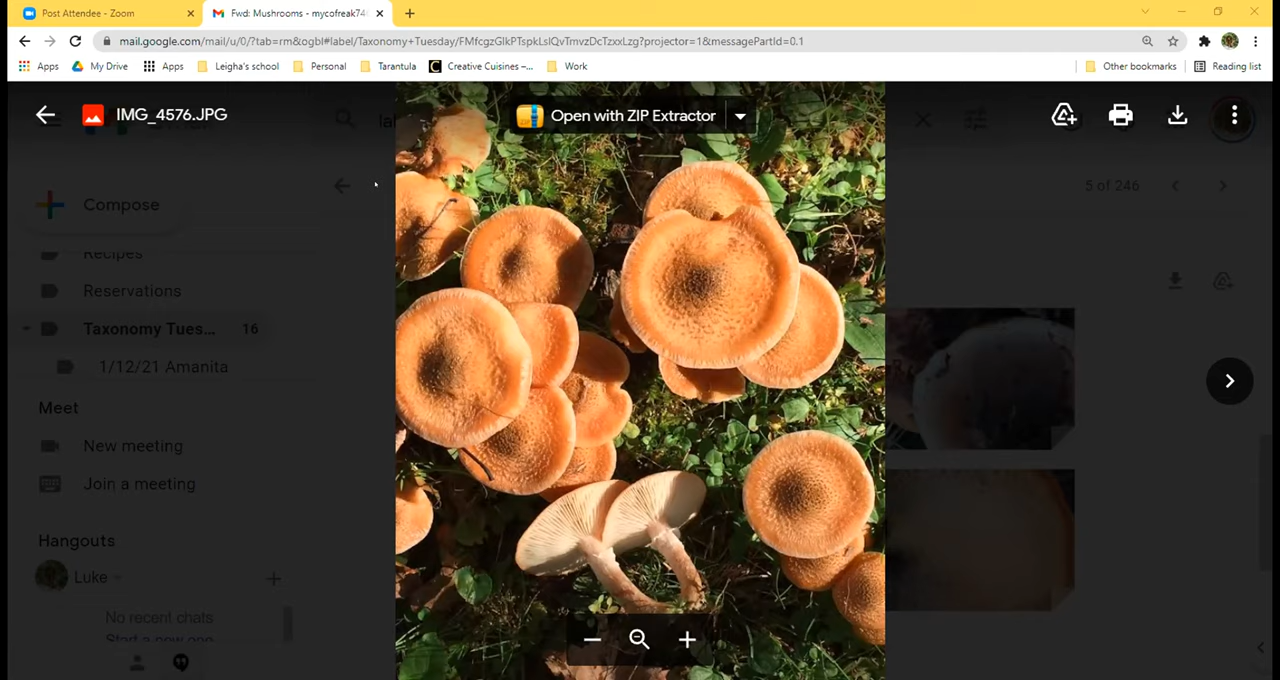 Post Attendee - Zoom
Fwd: Mushrooms - mycofreak74
mail.google.com/mail/u/0/?tab=rm&ogbl#label/Taxonomy+Tuesday/FMfcgzGlkPTspkLslQvTmvzDcTzxxLzg?projector=1&messagePartId=0.1
Apps My Drive Apps Leigha's school Personal Tarantula Creative Cuisines –... Work Other bookmarks Reading list
IMG_4576.JPG Open with ZIP Extractor
Compose 5 of 246
Recipes
Reservations
Taxonomy Tues... 16
1/12/21 Amanita
Meet
New meeting
Join a meeting
Hangouts
Luke
No recent chats
Start a new one